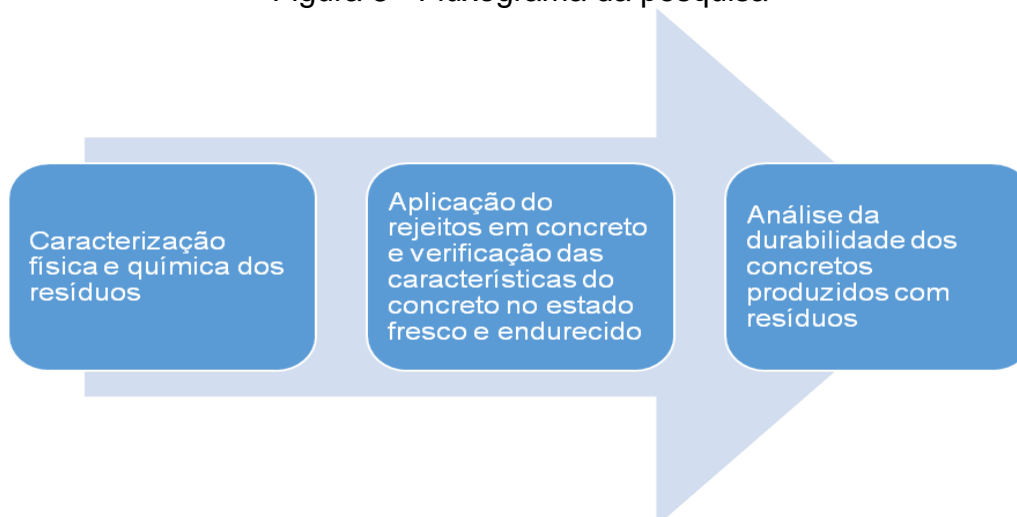 Figura 3 - Fluxograma da pesquisa
Caracterização
física e química dos
resíduos
Aplicação do
rejeitos em concreto
e verificação das
características do
concreto no estado
fresco e endurecido
Análise da
durabilidade dos
concretos
produzidos com
resíduos